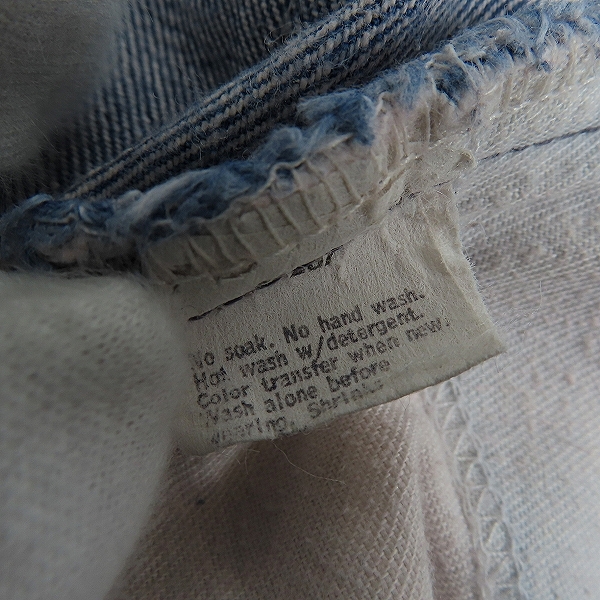 No soak. No hand wash.
Hot wash w/detergent.
Color transfer when new.
Wash alone before
wearing. Shrinks